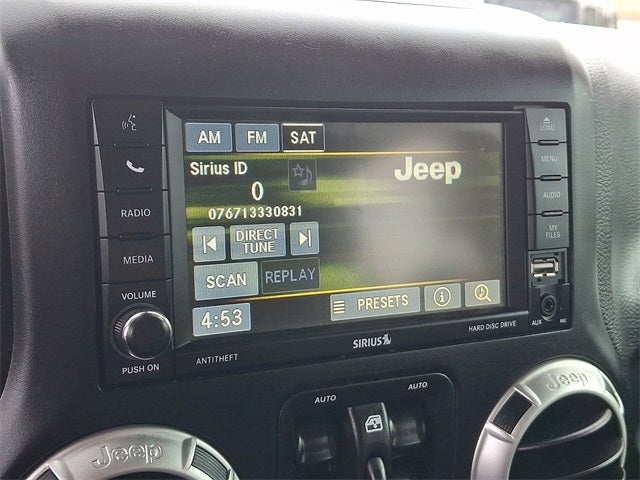 AM FM SAT
Sirius ID
0
076713330831
Jeep
DIRECT
TUNE
SCAN
REPLAY
4:53
PRESETS
RADIO
MEDIA
VOLUME
PUSH ON
LOAD
MENU
AUDIO
MY
FILES
AUX
MIC
ANTITHEFT
SIRIUS
HARD DISC DRIVE
AUTO
AUTO
Jeep
Jeep